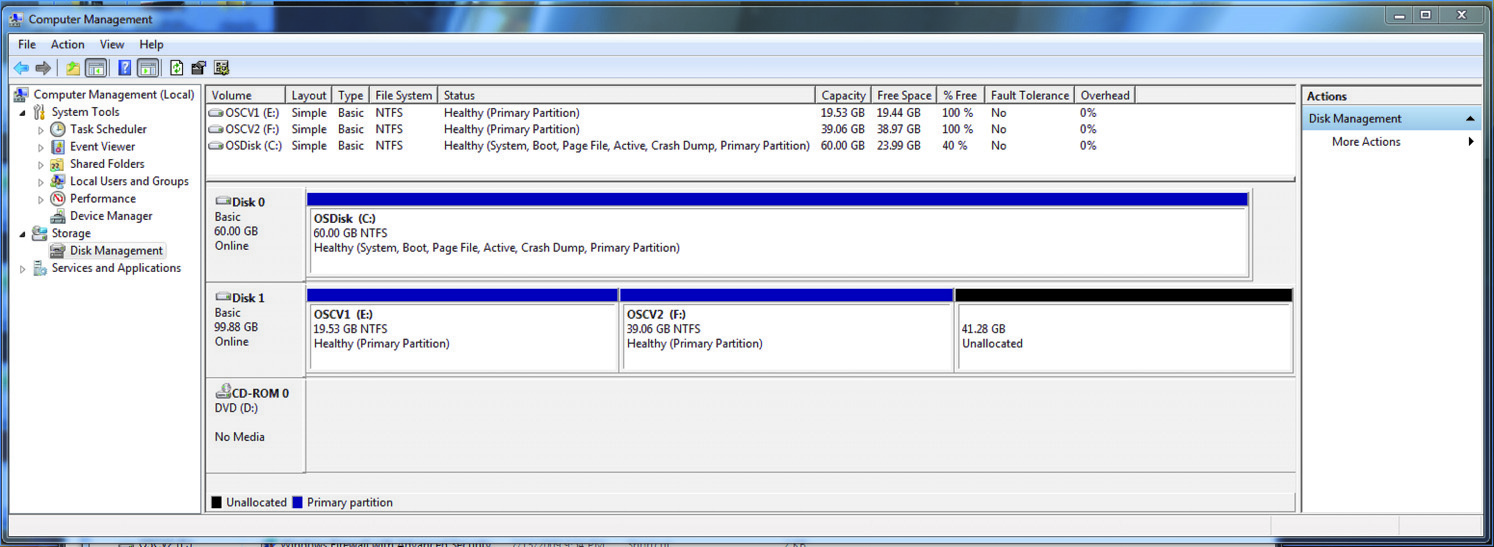 Computer Management
File Action View Help
Computer Management (Local)
System Tools
Task Scheduler
Event Viewer
Shared Folders
Local Users and Groups
Performance
Device Manager
Storage
Disk Management
Services and Applications
Volume Layout Type File System Status Capacity Free Space % Free Fault Tolerance Overhead
OSCV1 (E:) Simple Basic NTFS Healthy (Primary Partition) 19.53 GB 19.44 GB 100 % No 0%
OSCV2 (F:) Simple Basic NTFS Healthy (Primary Partition) 39.06 GB 38.97 GB 100 % No 0%
OSDisk (C:) Simple Basic NTFS Healthy (System, Boot, Page File, Active, Crash Dump, Primary Partition) 60.00 GB 23.99 GB 40 % No 0%
Disk 0
Basic
60.00 GB
Online
OSDisk (C:)
60.00 GB NTFS
Healthy (System, Boot, Page File, Active, Crash Dump, Primary Partition)
Disk 1
Basic
99.88 GB
Online
OSCV1 (E:)
19.53 GB NTFS
Healthy (Primary Partition)
OSCV2 (F:)
39.06 GB NTFS
Healthy (Primary Partition)
41.28 GB
Unallocated
CD-ROM 0
DVD (D:)
No Media
Unallocated Primary partition
Actions
Disk Management
More Actions